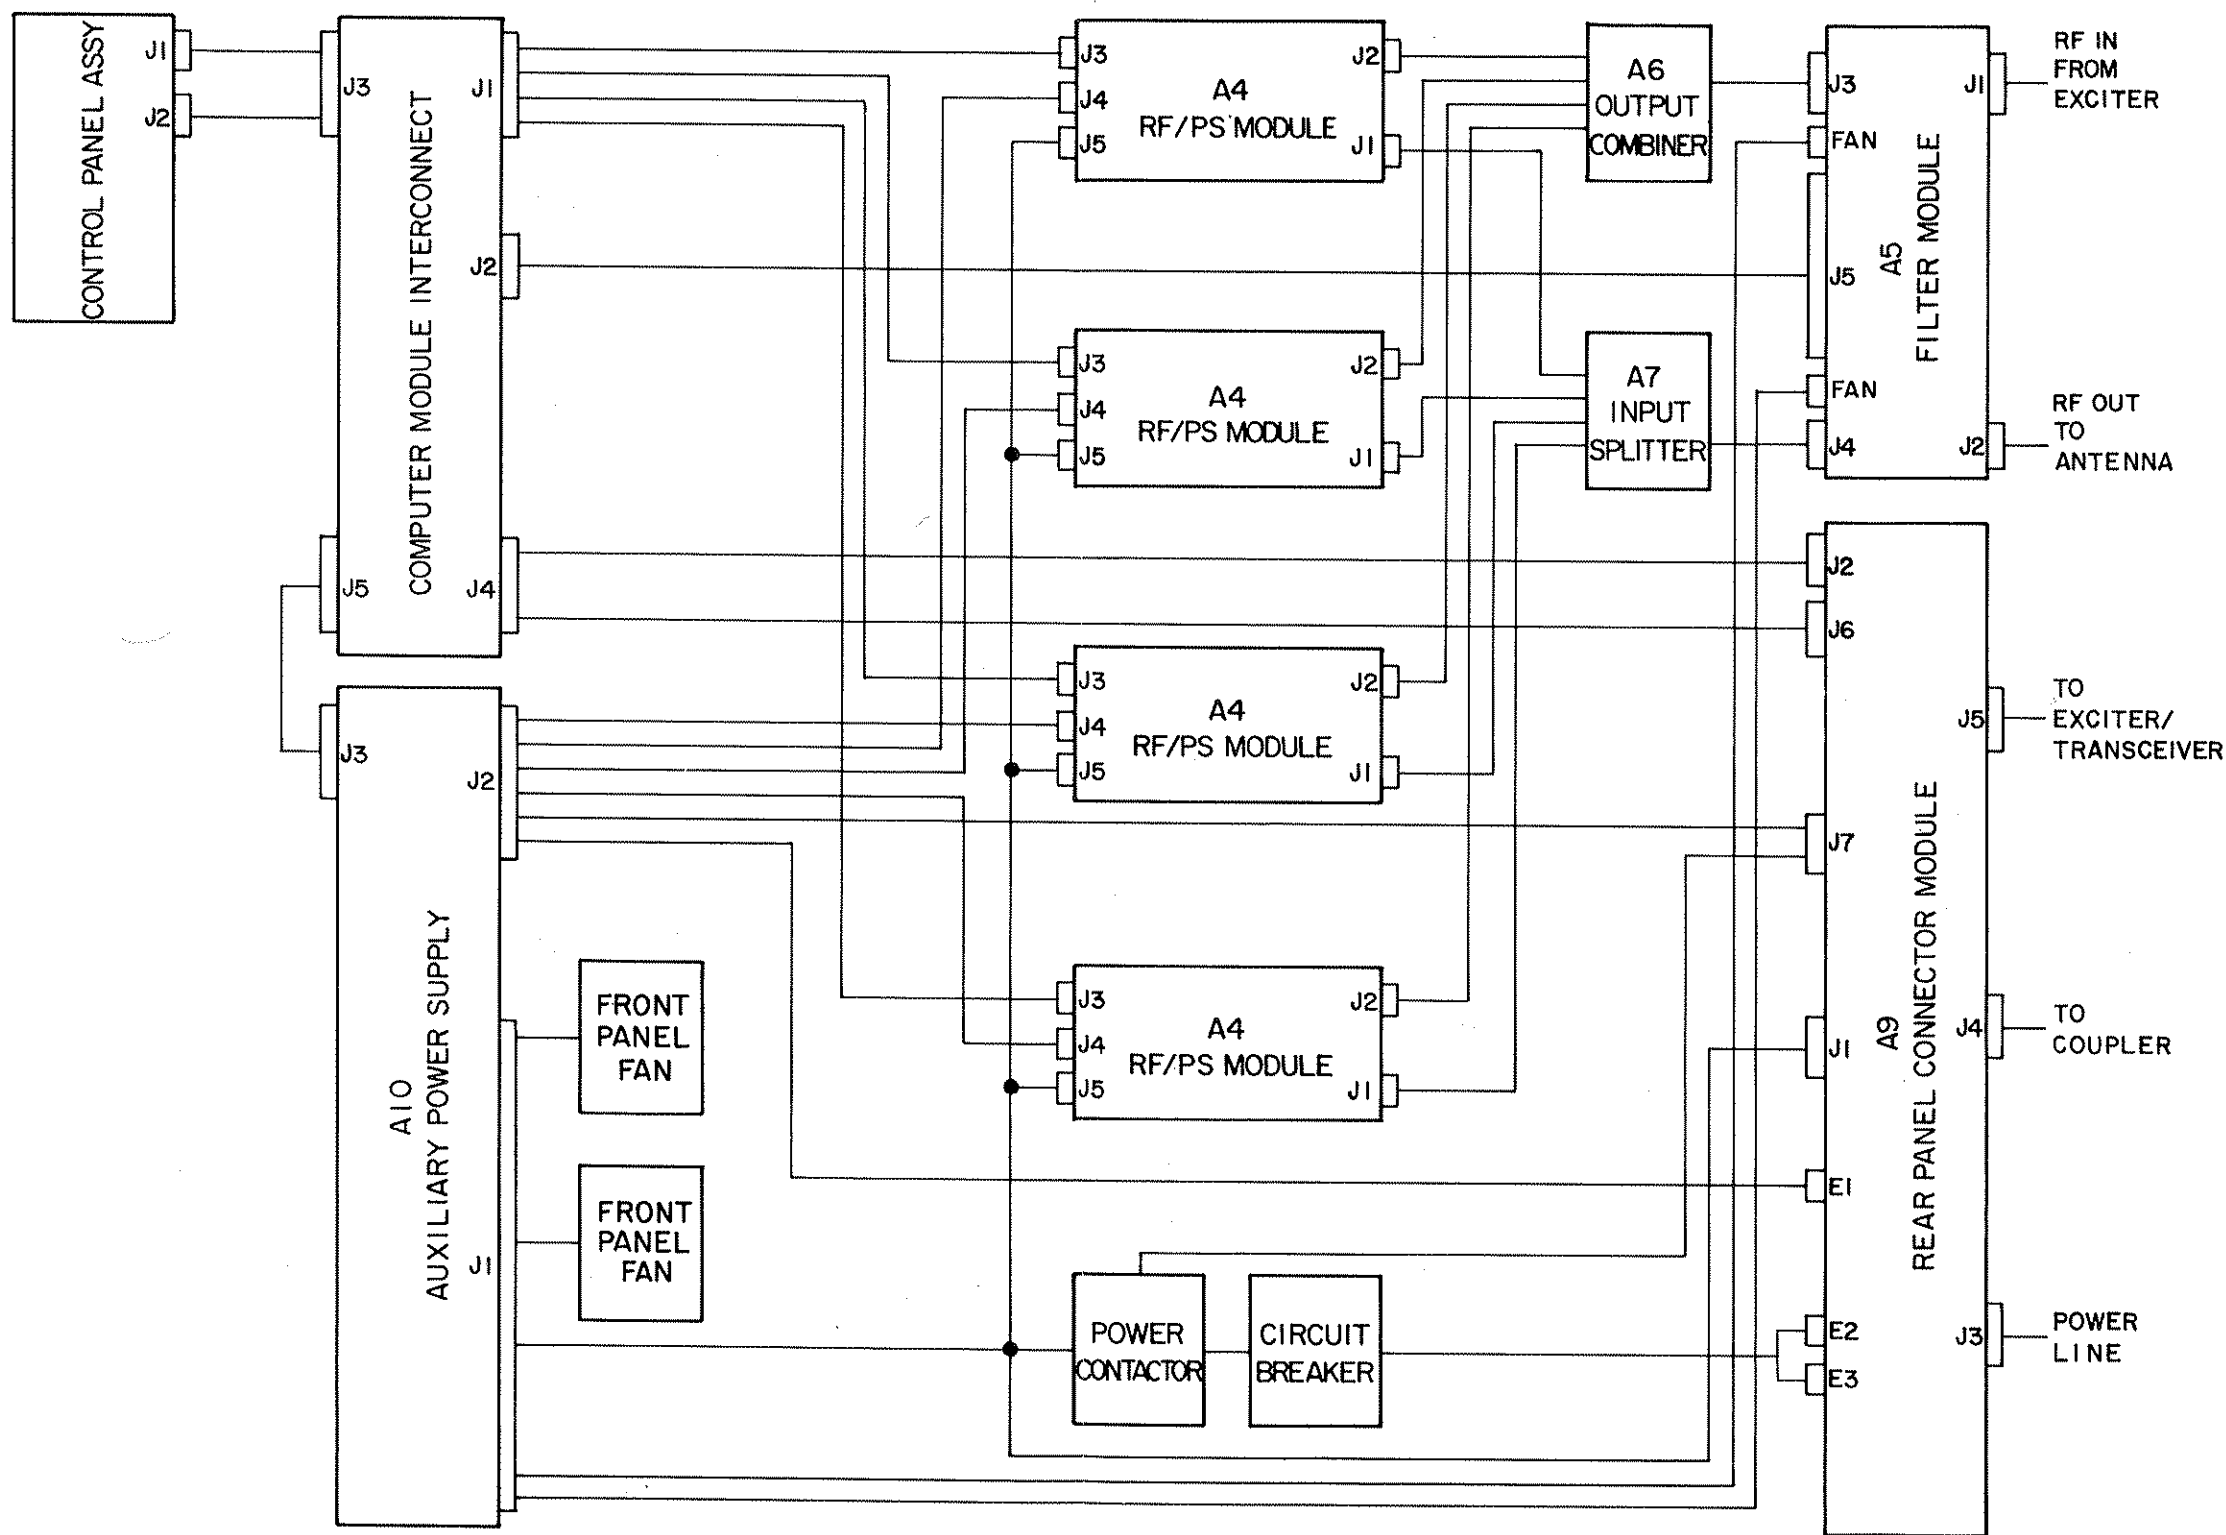 CONTROL PANEL ASSY
J1
J2
COMPUTER MODULE INTERCONNECT
J3
J1
J2
J5
J4
A10
AUXILIARY POWER SUPPLY
J3
J2
J1
FRONT
PANEL
FAN
FRONT
PANEL
FAN
A4
RF/PS MODULE
J3
J4
J5
J2
J1
A4
RF/PS MODULE
J3
J4
J5
J2
J1
A4
RF/PS MODULE
J3
J4
J5
J2
J1
A4
RF/PS MODULE
J3
J4
J5
J2
J1
POWER
CONTACTOR
CIRCUIT
BREAKER
A6
OUTPUT
COMBINER
A7
INPUT
SPLITTER
A5
FILTER MODULE
J3
FAN
J5
FAN
J4
J1
J2
RF IN
FROM
EXCITER
RF OUT
TO
ANTENNA
A9
REAR PANEL CONNECTOR MODULE
J2
J6
J7
J1
E1
E2
E3
J5
J4
J3
TO
EXCITER/
TRANSCEIVER
TO
COUPLER
POWER
LINE